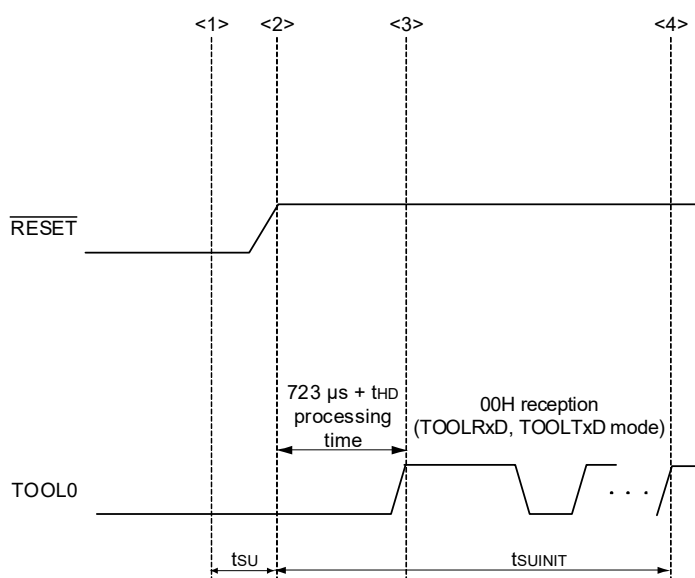 <1> <2> <3> <4>
RESET
723 µs + tHD
processing
time
00H reception
(TOOLRxD, TOOLTxD mode)
TOOL0
. . .
tSU tSUINIT